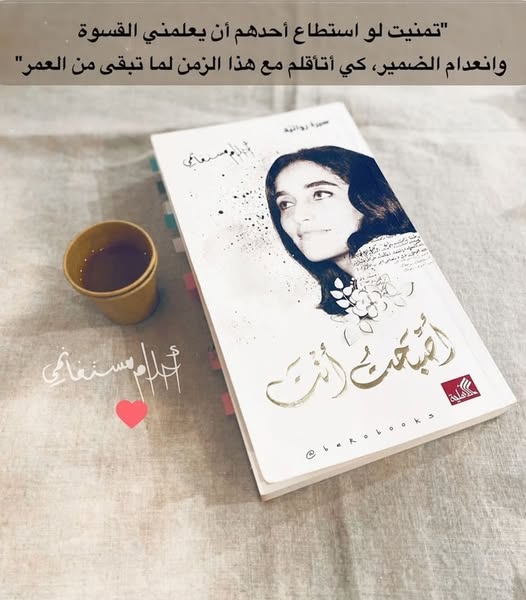 "تمنيت لو استطاع أحدهم أن يعلمني القسوة
وانعدام الضمير، كي أتأقلم مع هذا الزمن لما تبقى من العمر"
سيرة روائية
أحلام مستغانمي
أصبحتُ أنتَ
أحلام مستغانمي
@berobooks